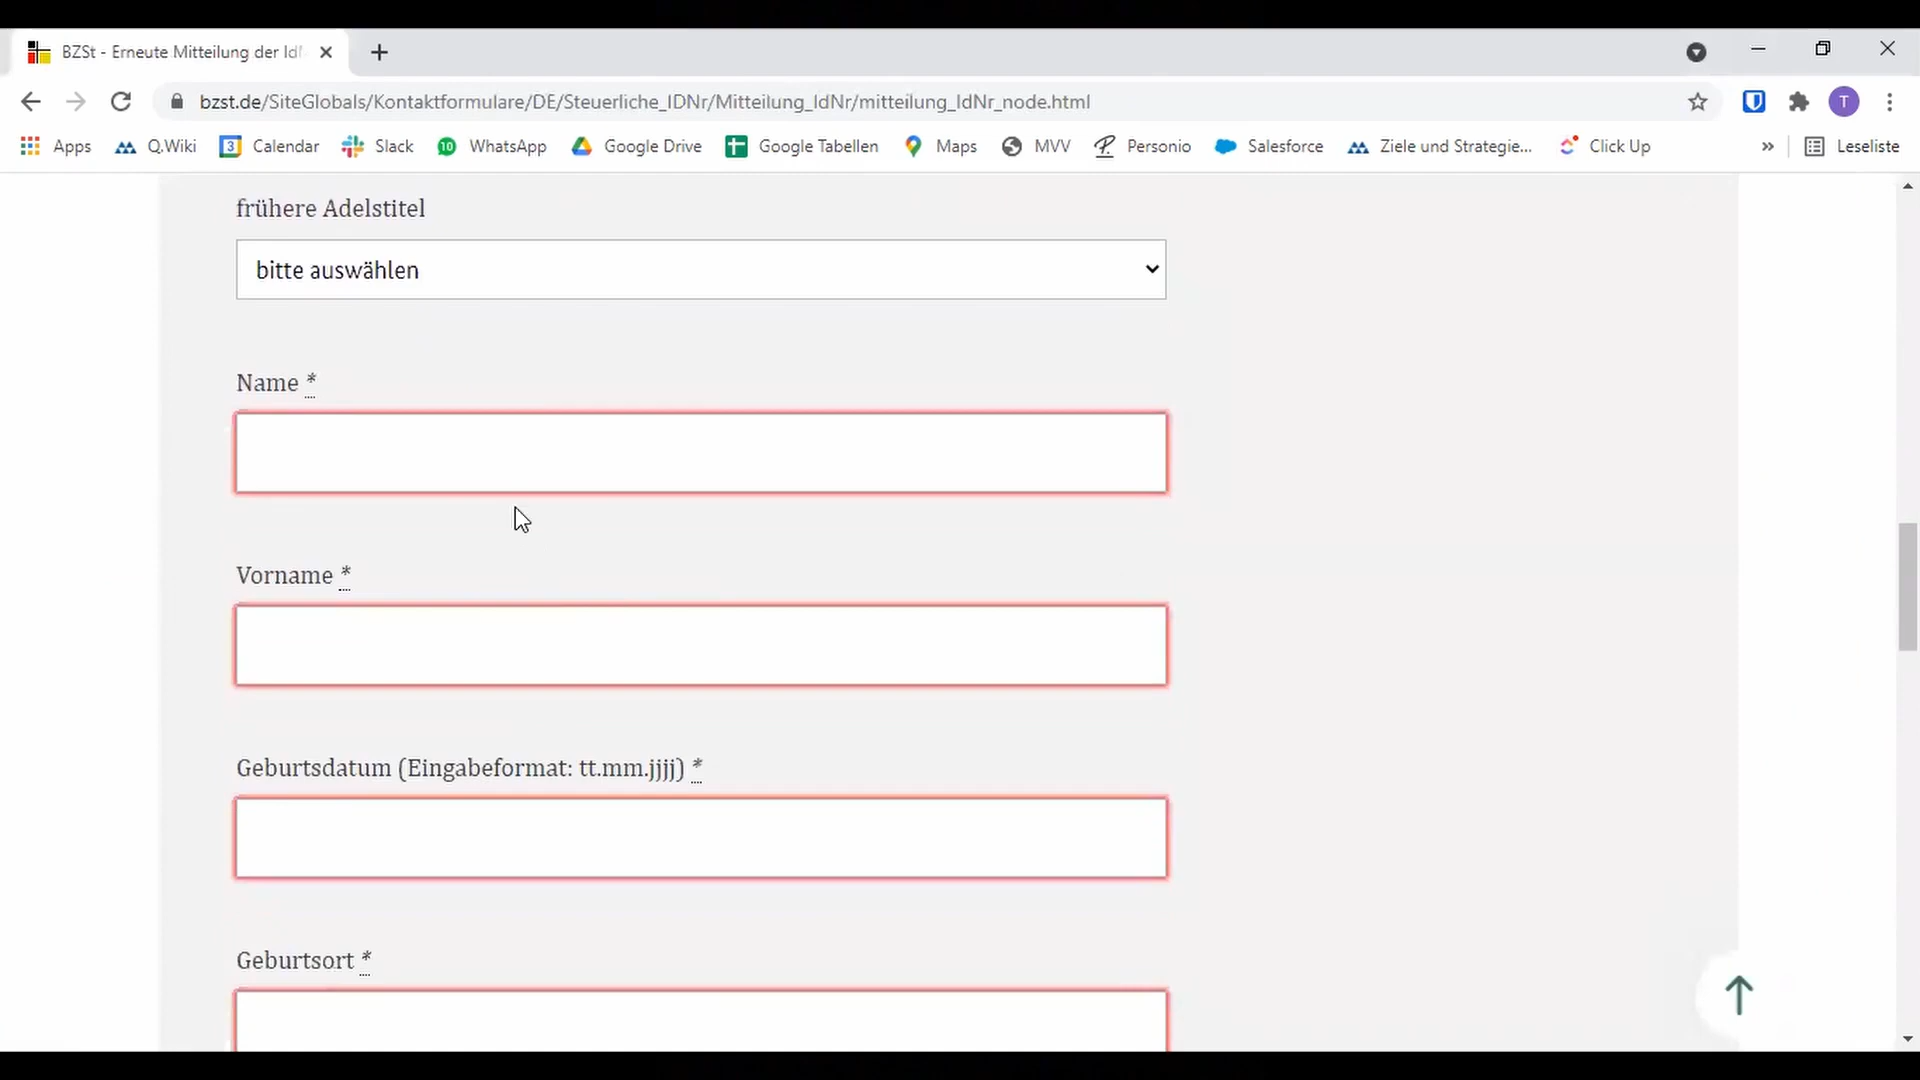 BZSt - Erneute Mitteilung der Id
bzst.de/SiteGlobals/Kontaktformulare/DE/Steuerliche_IDNr/Mitteilung_IdNr/mitteilung_IdNr_node.html
T
Apps Q.Wiki 3 Calendar Slack 10 WhatsApp Google Drive Google Tabellen Maps MVV Personio Salesforce Ziele und Strategie... Click Up » Leseliste
frühere Adelstitel
bitte auswählen
Name *
Vorname *
Geburtsdatum (Eingabeformat: tt.mm.jjjj) *
Geburtsort *